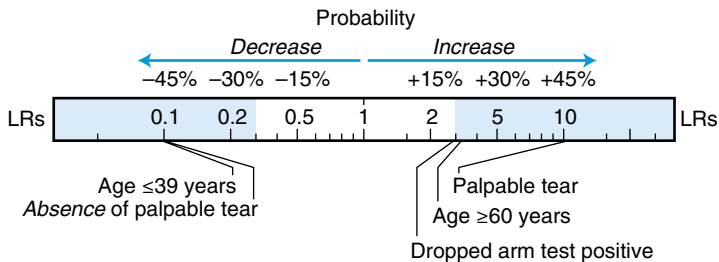 Probability
Decrease Increase
–45% –30% –15% +15% +30% +45%
LRs 0.1 0.2 0.5 1 2 5 10 LRs
Age ≤39 years Palpable tear
Absence of palpable tear Age ≥60 years
Dropped arm test positive